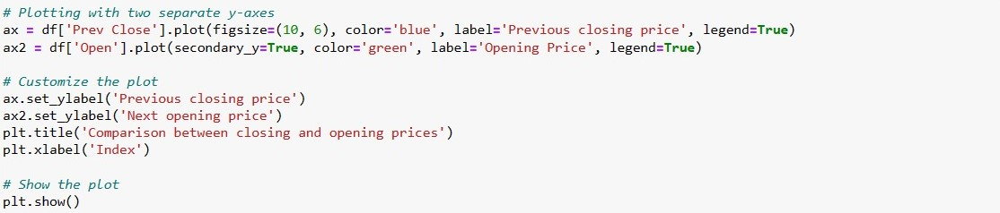 # Plotting with two separate y-axes
ax = df['Prev Close'].plot(figsize=(10, 6), color='blue', label='Previous closing price', legend=True)
ax2 = df['Open'].plot(secondary_y=True, color='green', label='Opening Price', legend=True)

# Customize the plot
ax.set_ylabel('Previous closing price')
ax2.set_ylabel('Next opening price')
plt.title('Comparison between closing and opening prices')
plt.xlabel('Index')

# Show the plot
plt.show()